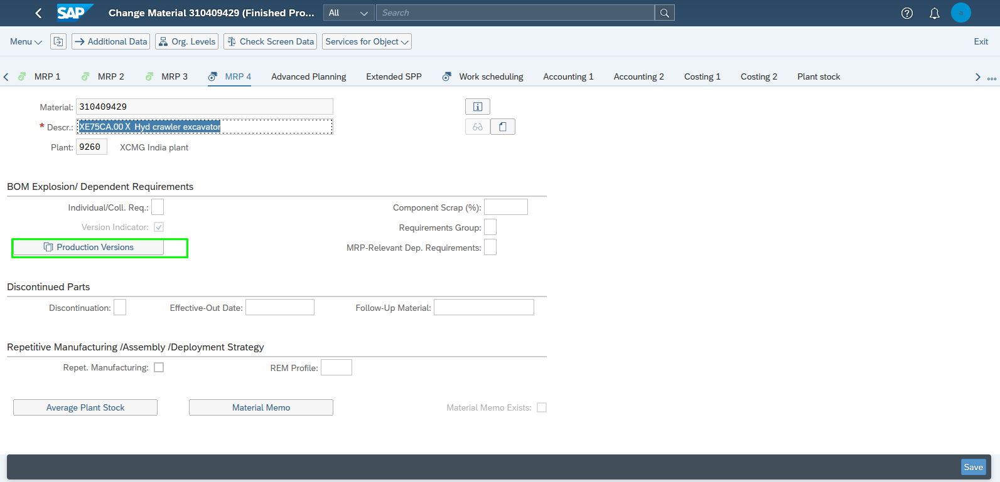 SAP Change Material 310409429 (Finished Pro... All Search a
Menu Additional Data Org. Levels Check Screen Data Services for Object Exit
MRP 1 MRP 2 MRP 3 MRP 4 Advanced Planning Extended SPP Work scheduling Accounting 1 Accounting 2 Costing 1 Costing 2 Plant stock
Material: 310409429
* Descr.: XE75CA.00Ⅹ Hyd crawler excavator
Plant: 9260 XCMG India plant
BOM Explosion/ Dependent Requirements
Individual/Coll. Req.: Component Scrap (%):
Version Indicator: Requirements Group:
Production Versions MRP-Relevant Dep. Requirements:
Discontinued Parts
Discontinuation: Effective-Out Date: Follow-Up Material:
Repetitive Manufacturing /Assembly /Deployment Strategy
Repet. Manufacturing: REM Profile:
Average Plant Stock Material Memo Material Memo Exists:
Save